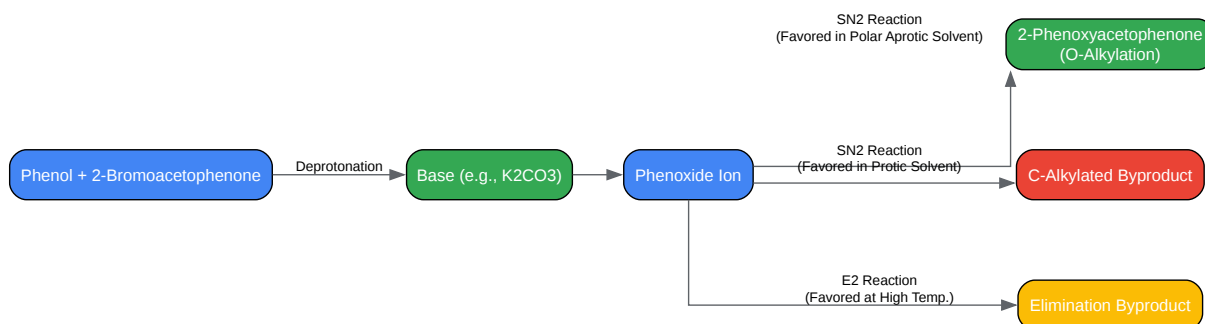 SN2 Reaction
(Favored in Polar Aprotic Solvent)
2-Phenoxyacetophenone
(O-Alkylation)
Phenol + 2-Bromoacetophenone
Deprotonation
Base (e.g., K2CO3)
Phenoxide Ion
SN2 Reaction
(Favored in Protic Solvent)
C-Alkylated Byproduct
E2 Reaction
(Favored at High Temp.)
Elimination Byproduct